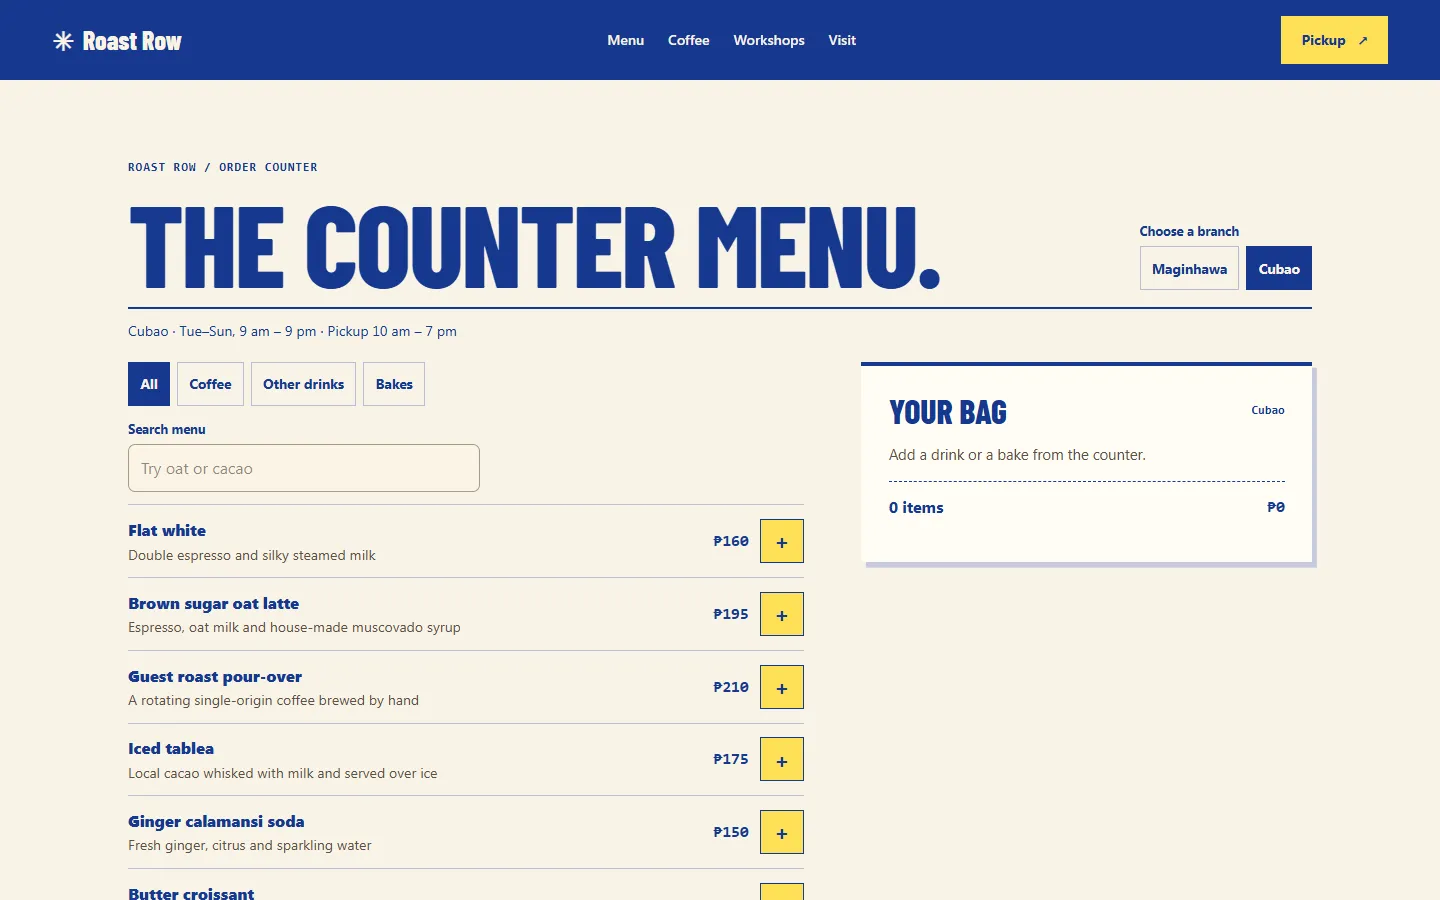 Roast Row
Menu Coffee Workshops Visit
Pickup ↗
ROAST ROW / ORDER COUNTER
THE COUNTER MENU.
Choose a branch
Maginhawa Cubao
Cubao · Tue–Sun, 9 am – 9 pm · Pickup 10 am – 7 pm
All Coffee Other drinks Bakes
Search menu
Try oat or cacao
Flat white
Double espresso and silky steamed milk
₱160 +
Brown sugar oat latte
Espresso, oat milk and house-made muscovado syrup
₱195 +
Guest roast pour-over
A rotating single-origin coffee brewed by hand
₱210 +
Iced tablea
Local cacao whisked with milk and served over ice
₱175 +
Ginger calamansi soda
Fresh ginger, citrus and sparkling water
₱150 +
Butter croissant
YOUR BAG
Cubao
Add a drink or a bake from the counter.
0 items ₱0